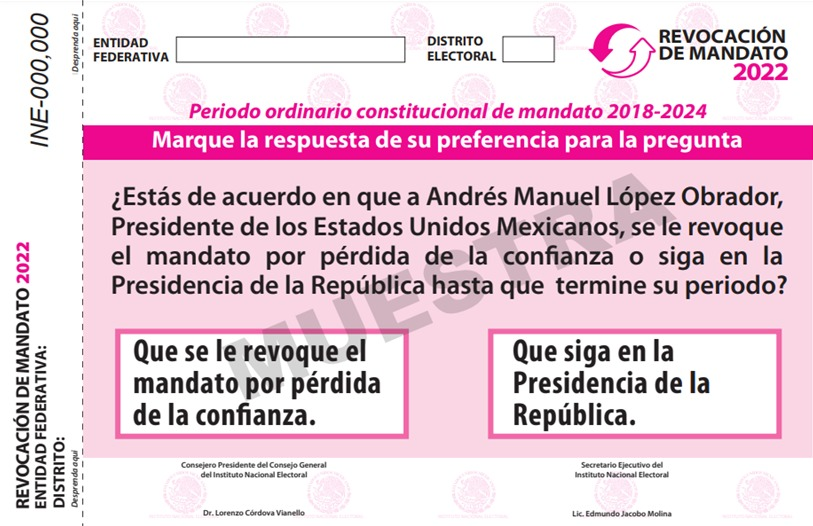 INE-000,000
Desprenda aquí
ENTIDAD
FEDERATIVA
DISTRITO
ELECTORAL
REVOCACIÓN
DE MANDATO
2022
Periodo ordinario constitucional de mandato 2018-2024
Marque la respuesta de su preferencia para la pregunta
¿Estás de acuerdo en que a Andrés Manuel López Obrador,
Presidente de los Estados Unidos Mexicanos, se le revoque
el mandato por pérdida de la confianza o siga en la
Presidencia de la República hasta que termine su periodo?
MUESTRA
Que se le revoque el
mandato por pérdida
de la confianza.
Que siga en la
Presidencia de la
República.
REVOCACIÓN DE MANDATO 2022
ENTIDAD FEDERATIVA:
DISTRITO:
Desprenda aquí
Consejero Presidente del Consejo General
del Instituto Nacional Electoral
Dr. Lorenzo Córdova Vianello
Secretario Ejecutivo del
Instituto Nacional Electoral
Lic. Edmundo Jacobo Molina